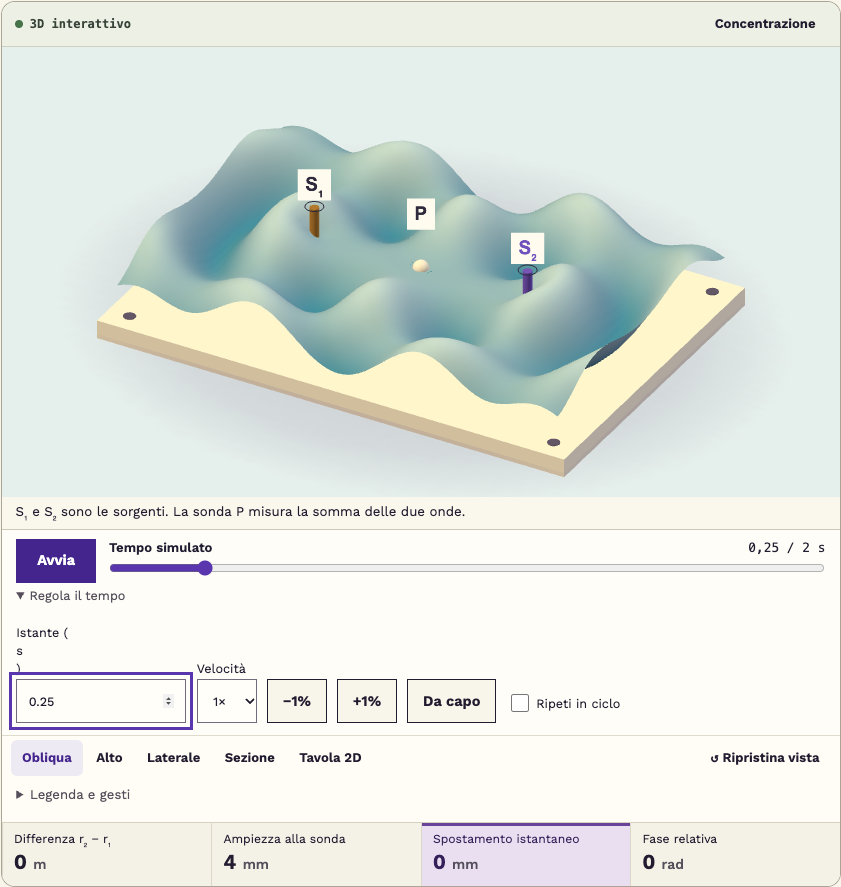 3D interattivo
Concentrazione
S₁
P
S₂
S₁ e S₂ sono le sorgenti. La sonda P misura la somma delle due onde.
Avvia
Tempo simulato
0,25 / 2 s
▼ Regola il tempo
Istante (
s
)
Velocità
0.25
1×
−1%
+1%
Da capo
Ripeti in ciclo
Obliqua
Alto
Laterale
Sezione
Tavola 2D
↺ Ripristina vista
▶ Legenda e gesti
Differenza r₂ − r₁
0 m
Ampiezza alla sonda
4 mm
Spostamento istantaneo
0 mm
Fase relativa
0 rad